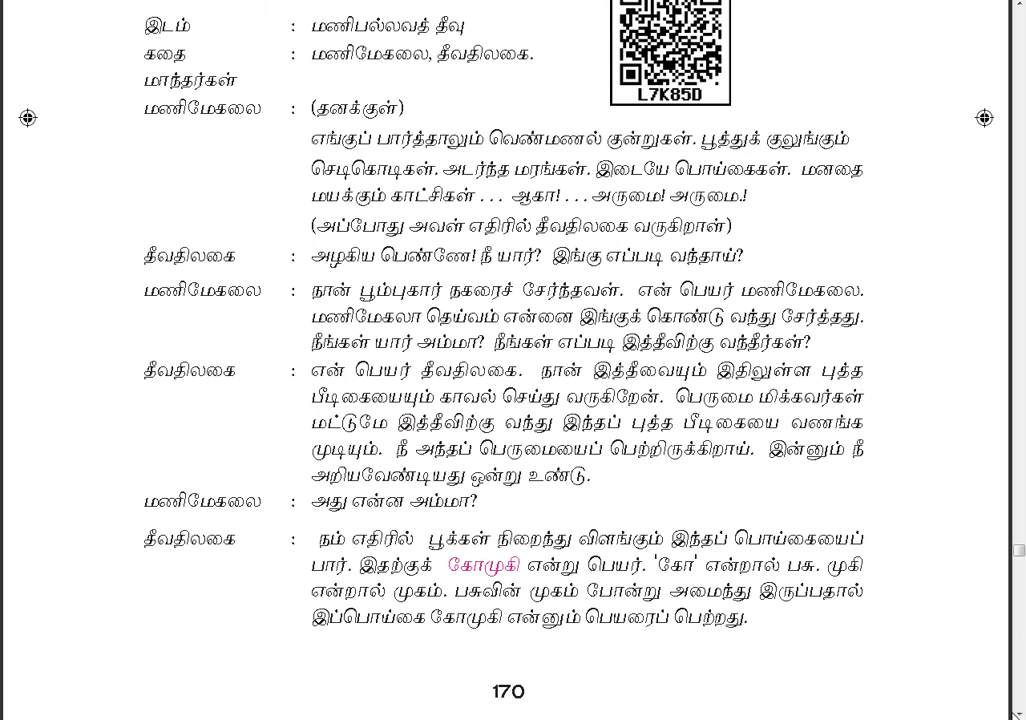 இடம் : மணிபல்லவத் தீவு
கதை : மணிமேகலை, தீவதிலகை.
மாந்தர்கள்
L7K85D
மணிமேகலை : (தனக்குள்)
எங்குப் பார்த்தாலும் வெண்மணல் குன்றுகள். பூத்துக் குலுங்கும்
செடிகொடிகள். அடர்ந்த மரங்கள். இடையே பொய்கைகள். மனதை
மயக்கும் காட்சிகள் . . . ஆகா! . . . அருமை! அருமை.!
(அப்போது அவள் எதிரில் தீவதிலகை வருகிறாள்)
தீவதிலகை : அழகிய பெண்ணே! நீ யார்? இங்கு எப்படி வந்தாய்?
மணிமேகலை : நான் பூம்புகார் நகரைச் சேர்ந்தவள். என் பெயர் மணிமேகலை.
மணிமேகலா தெய்வம் என்னை இங்குக் கொண்டு வந்து சேர்த்தது.
நீங்கள் யார் அம்மா? நீங்கள் எப்படி இத்தீவிற்கு வந்தீர்கள்?
தீவதிலகை : என் பெயர் தீவதிலகை. நான் இத்தீவையும் இதிலுள்ள புத்த
பீடிகையையும் காவல் செய்து வருகிறேன். பெருமை மிக்கவர்கள்
மட்டுமே இத்தீவிற்கு வந்து இந்தப் புத்த பீடிகையை வணங்க
முடியும். நீ அந்தப் பெருமையைப் பெற்றிருக்கிறாய். இன்னும் நீ
அறியவேண்டியது ஒன்று உண்டு.
மணிமேகலை : அது என்ன அம்மா?
தீவதிலகை : நம் எதிரில் பூக்கள் நிறைந்து விளங்கும் இந்தப் பொய்கையைப்
பார். இதற்குக் கோமுகி என்று பெயர். 'கோ' என்றால் பசு. முகி
என்றால் முகம். பசுவின் முகம் போன்று அமைந்து இருப்பதால்
இப்பொய்கை கோமுகி என்னும் பெயரைப் பெற்றது.
170